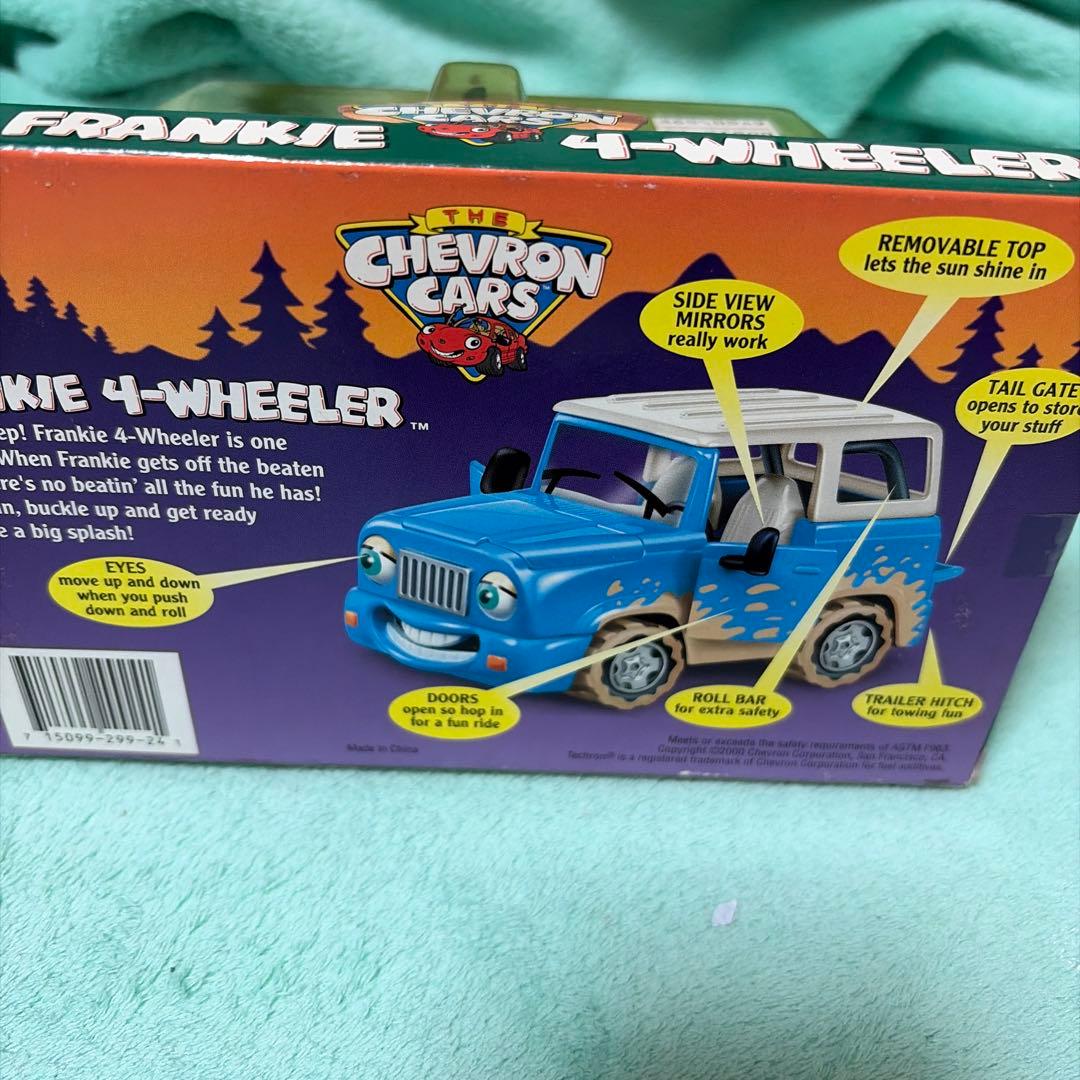 FRANKIE
CHEVRON
CARS
4-WHEELER
THE
CHEVRON
CARS™
REMOVABLE TOP
lets the sun shine in
SIDE VIEW
MIRRORS
really work
TAIL GATE
opens to store
your stuff
KIE 4-WHEELER™
ep! Frankie 4-Wheeler is one
When Frankie gets off the beaten
re's no beatin' all the fun he has!
n, buckle up and get ready
e a big splash!
EYES
move up and down
when you push
down and roll
DOORS
open so hop in
for a fun ride
ROLL BAR
for extra safety
TRAILER HITCH
for towing fun
7 15099-299-24 1
Made in China
Meets or exceeds the safety requirements of ASTM F963.
Copyright ©2000 Chevron Corporation, San Francisco, CA.
Techron® is a registered trademark of Chevron Corporation for fuel additives.